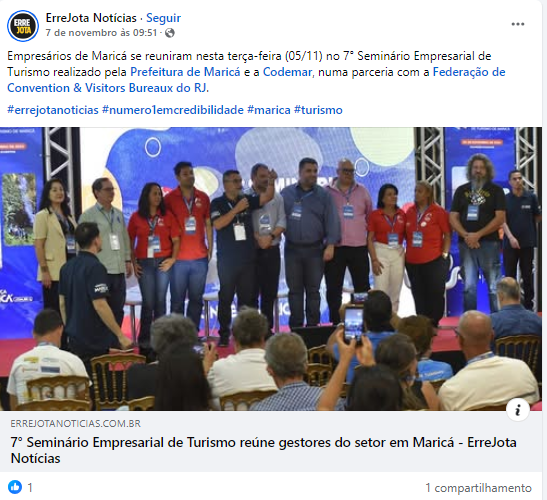 ERRE
JOTA
ErreJota Notícias · Seguir
7 de novembro às 09:51 ·
Empresários de Maricá se reuniram nesta terça-feira (05/11) no 7° Seminário Empresarial de
Turismo realizado pela Prefeitura de Maricá e a Codemar, numa parceria com a Federação de
Convention & Visitors Bureaux do RJ.
#errejotanoticias #numero1emcredibilidade #marica #turismo
ERREJOTANOTICIAS.COM.BR
7° Seminário Empresarial de Turismo reúne gestores do setor em Maricá - ErreJota
Notícias
1
1 compartilhamento